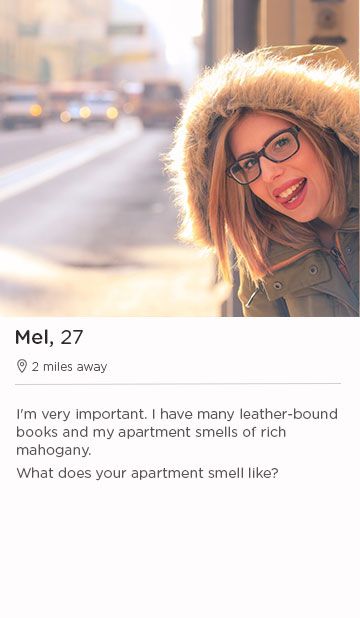 Mel, 27
2 miles away
I'm very important. I have many leather-bound
books and my apartment smells of rich
mahogany.
What does your apartment smell like?